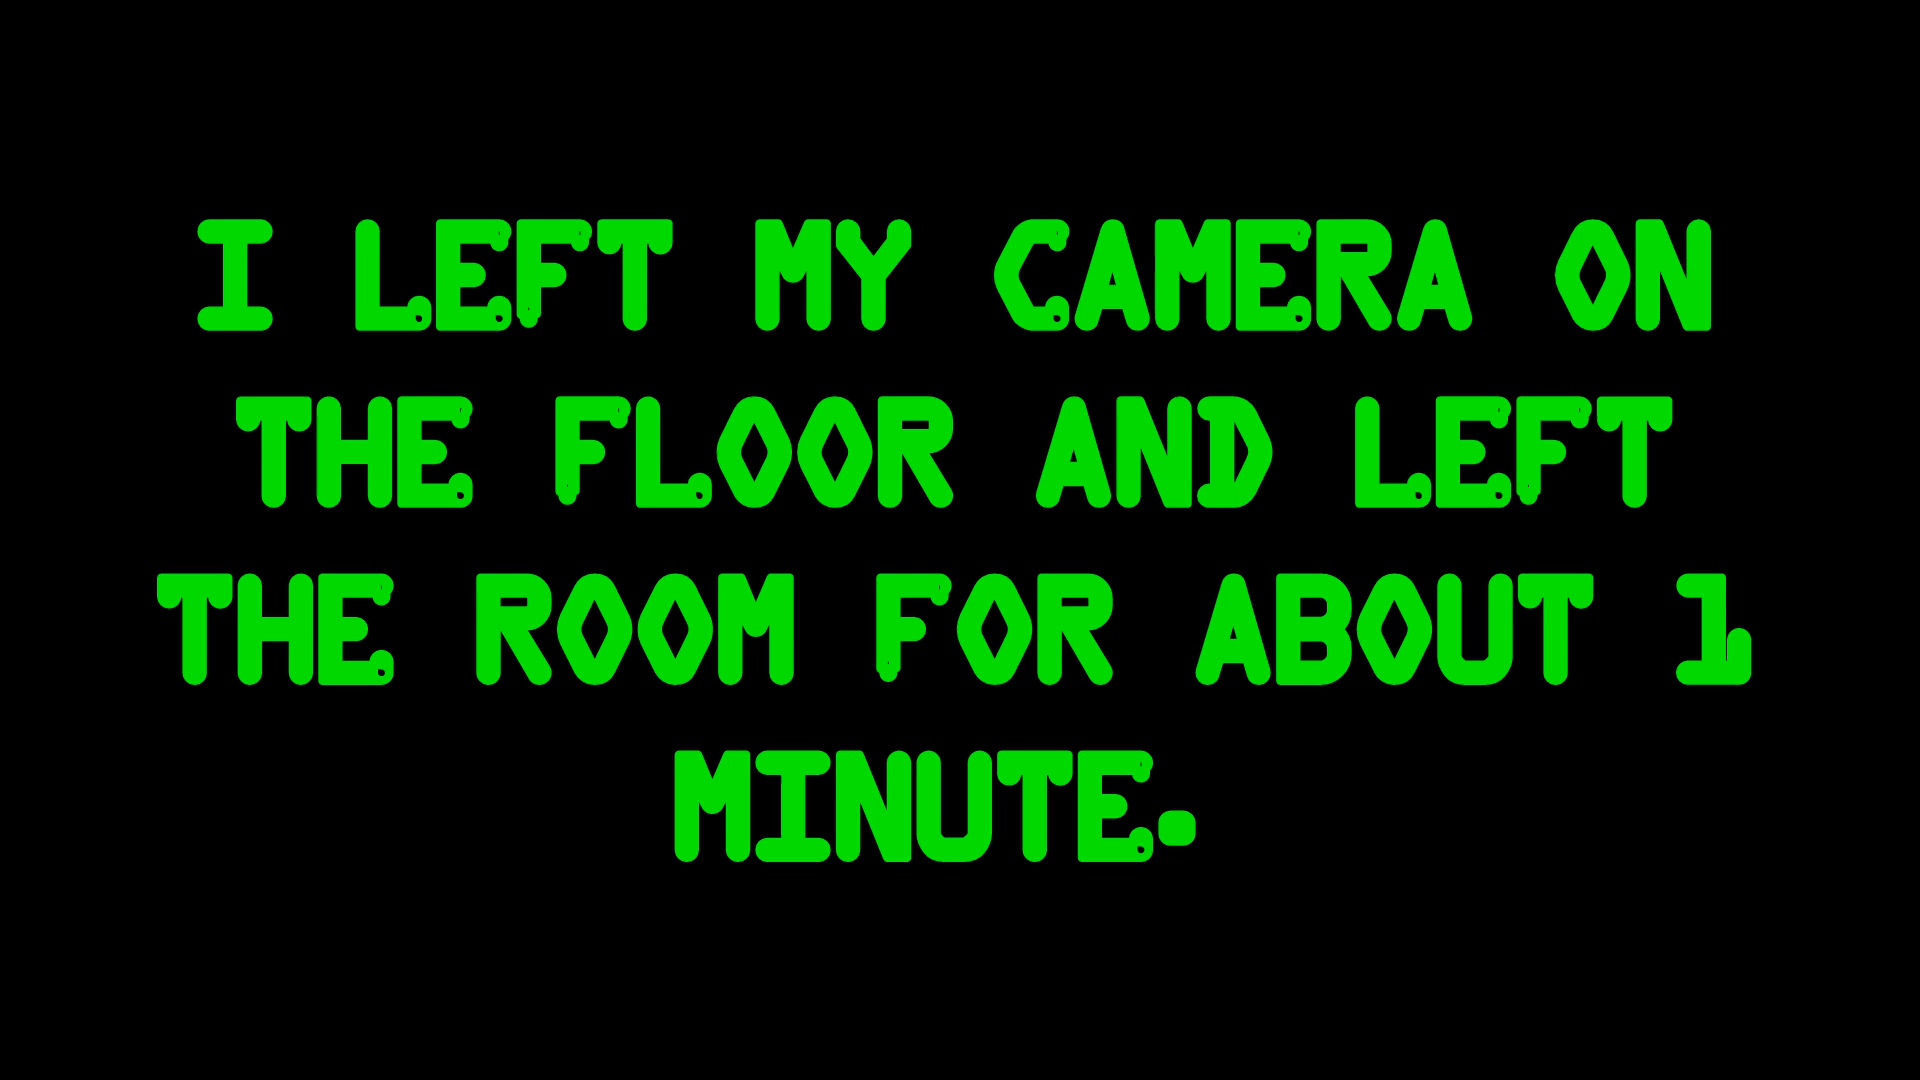 I LEFT MY CAMERA ON
THE FLOOR AND LEFT
THE ROOM FOR ABOUT 1
MINUTE.